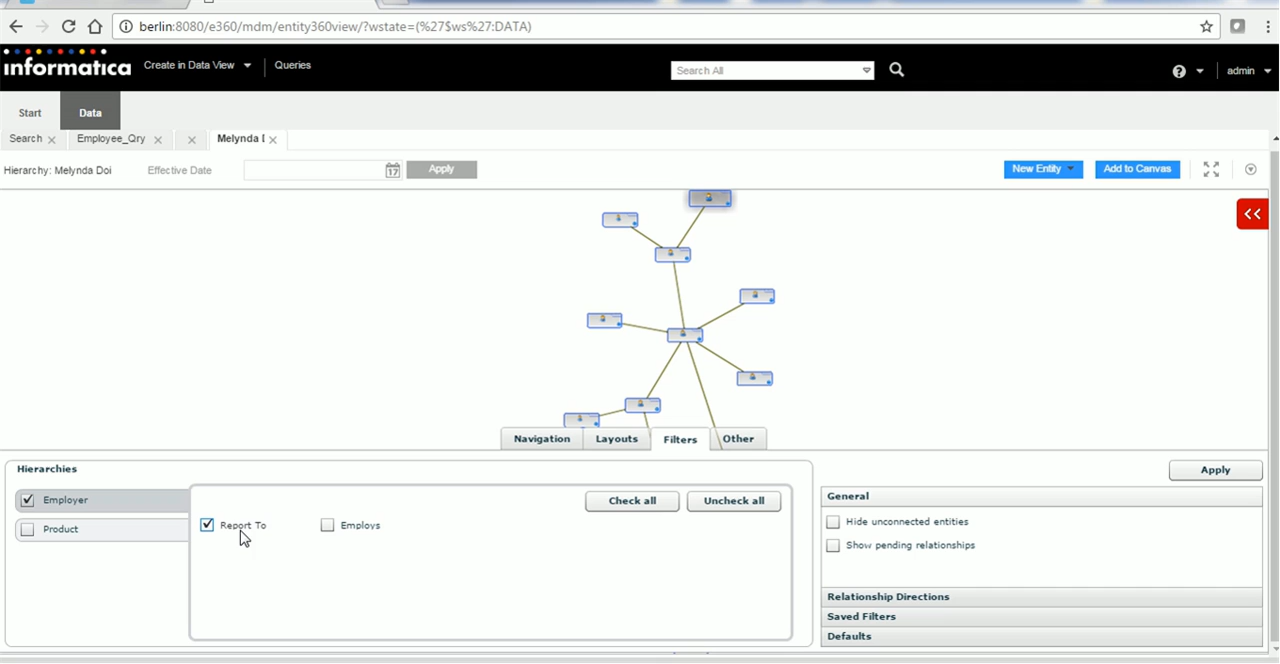 berlin:8080/e360/mdm/entity360view/?wstate=(%27$ws%27:DATA)
informatica Create in Data View Queries Search All ? admin
Start Data
Search × Employee_Qry × × Melynda [ ×
Hierarchy: Melynda Doi Effective Date 17 Apply New Entity Add to Canvas
<<
Navigation Layouts Filters Other
Hierarchies Apply
Employer Check all Uncheck all General
Product Report To Employs Hide unconnected entities
Show pending relationships
Relationship Directions
Saved Filters
Defaults